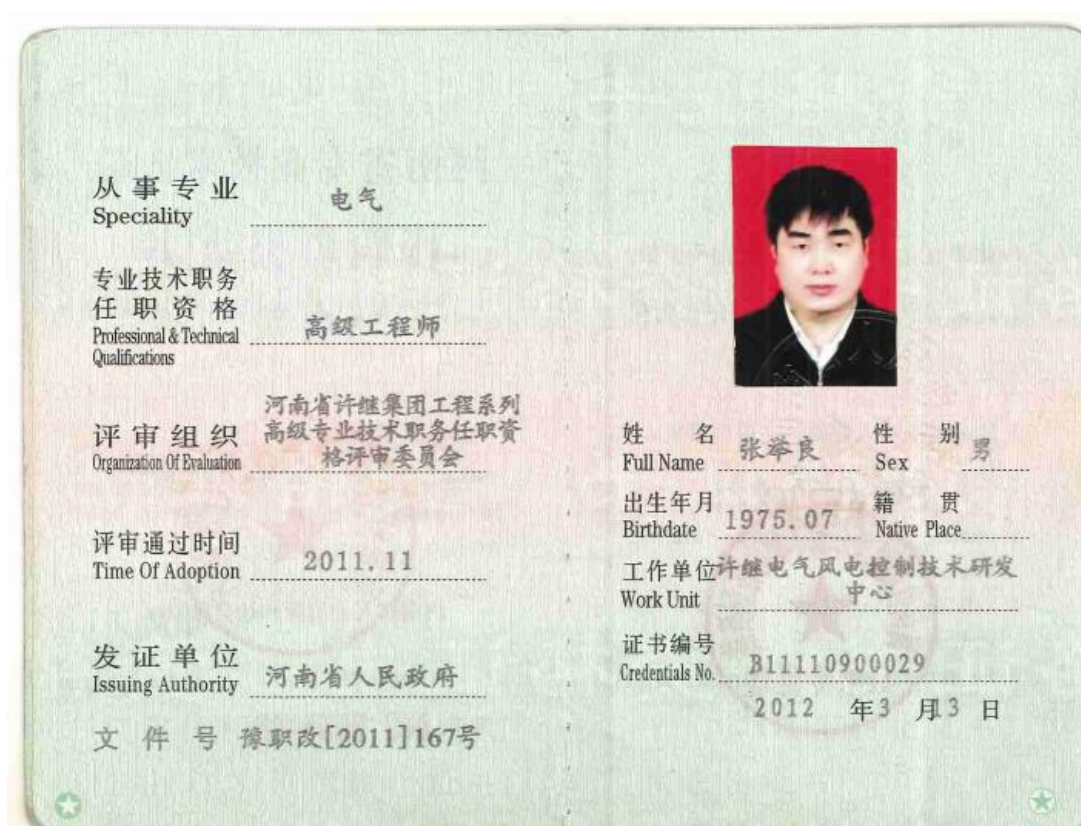 从事专业 电气
Speciality
专业技术职务
任职资格 高级工程师
Professional & Technical
Qualifications
河南省许继集团工程系列
评审组织 高级专业技术职务任职资
Organization Of Evaluation 格评审委员会
评审通过时间 2011.11
Time Of Adoption
发证单位 河南省人民政府
Issuing Authority
文件号 豫职改[2011]167号
姓名 张举良 性别 男
Full Name Sex
出生年月 1975.07 籍贯
Birthdate Native Place
工作单位 许继电气风电控制技术研发
Work Unit 中心
证书编号 B11110900029
Credentials No.
2012 年3 月13 日